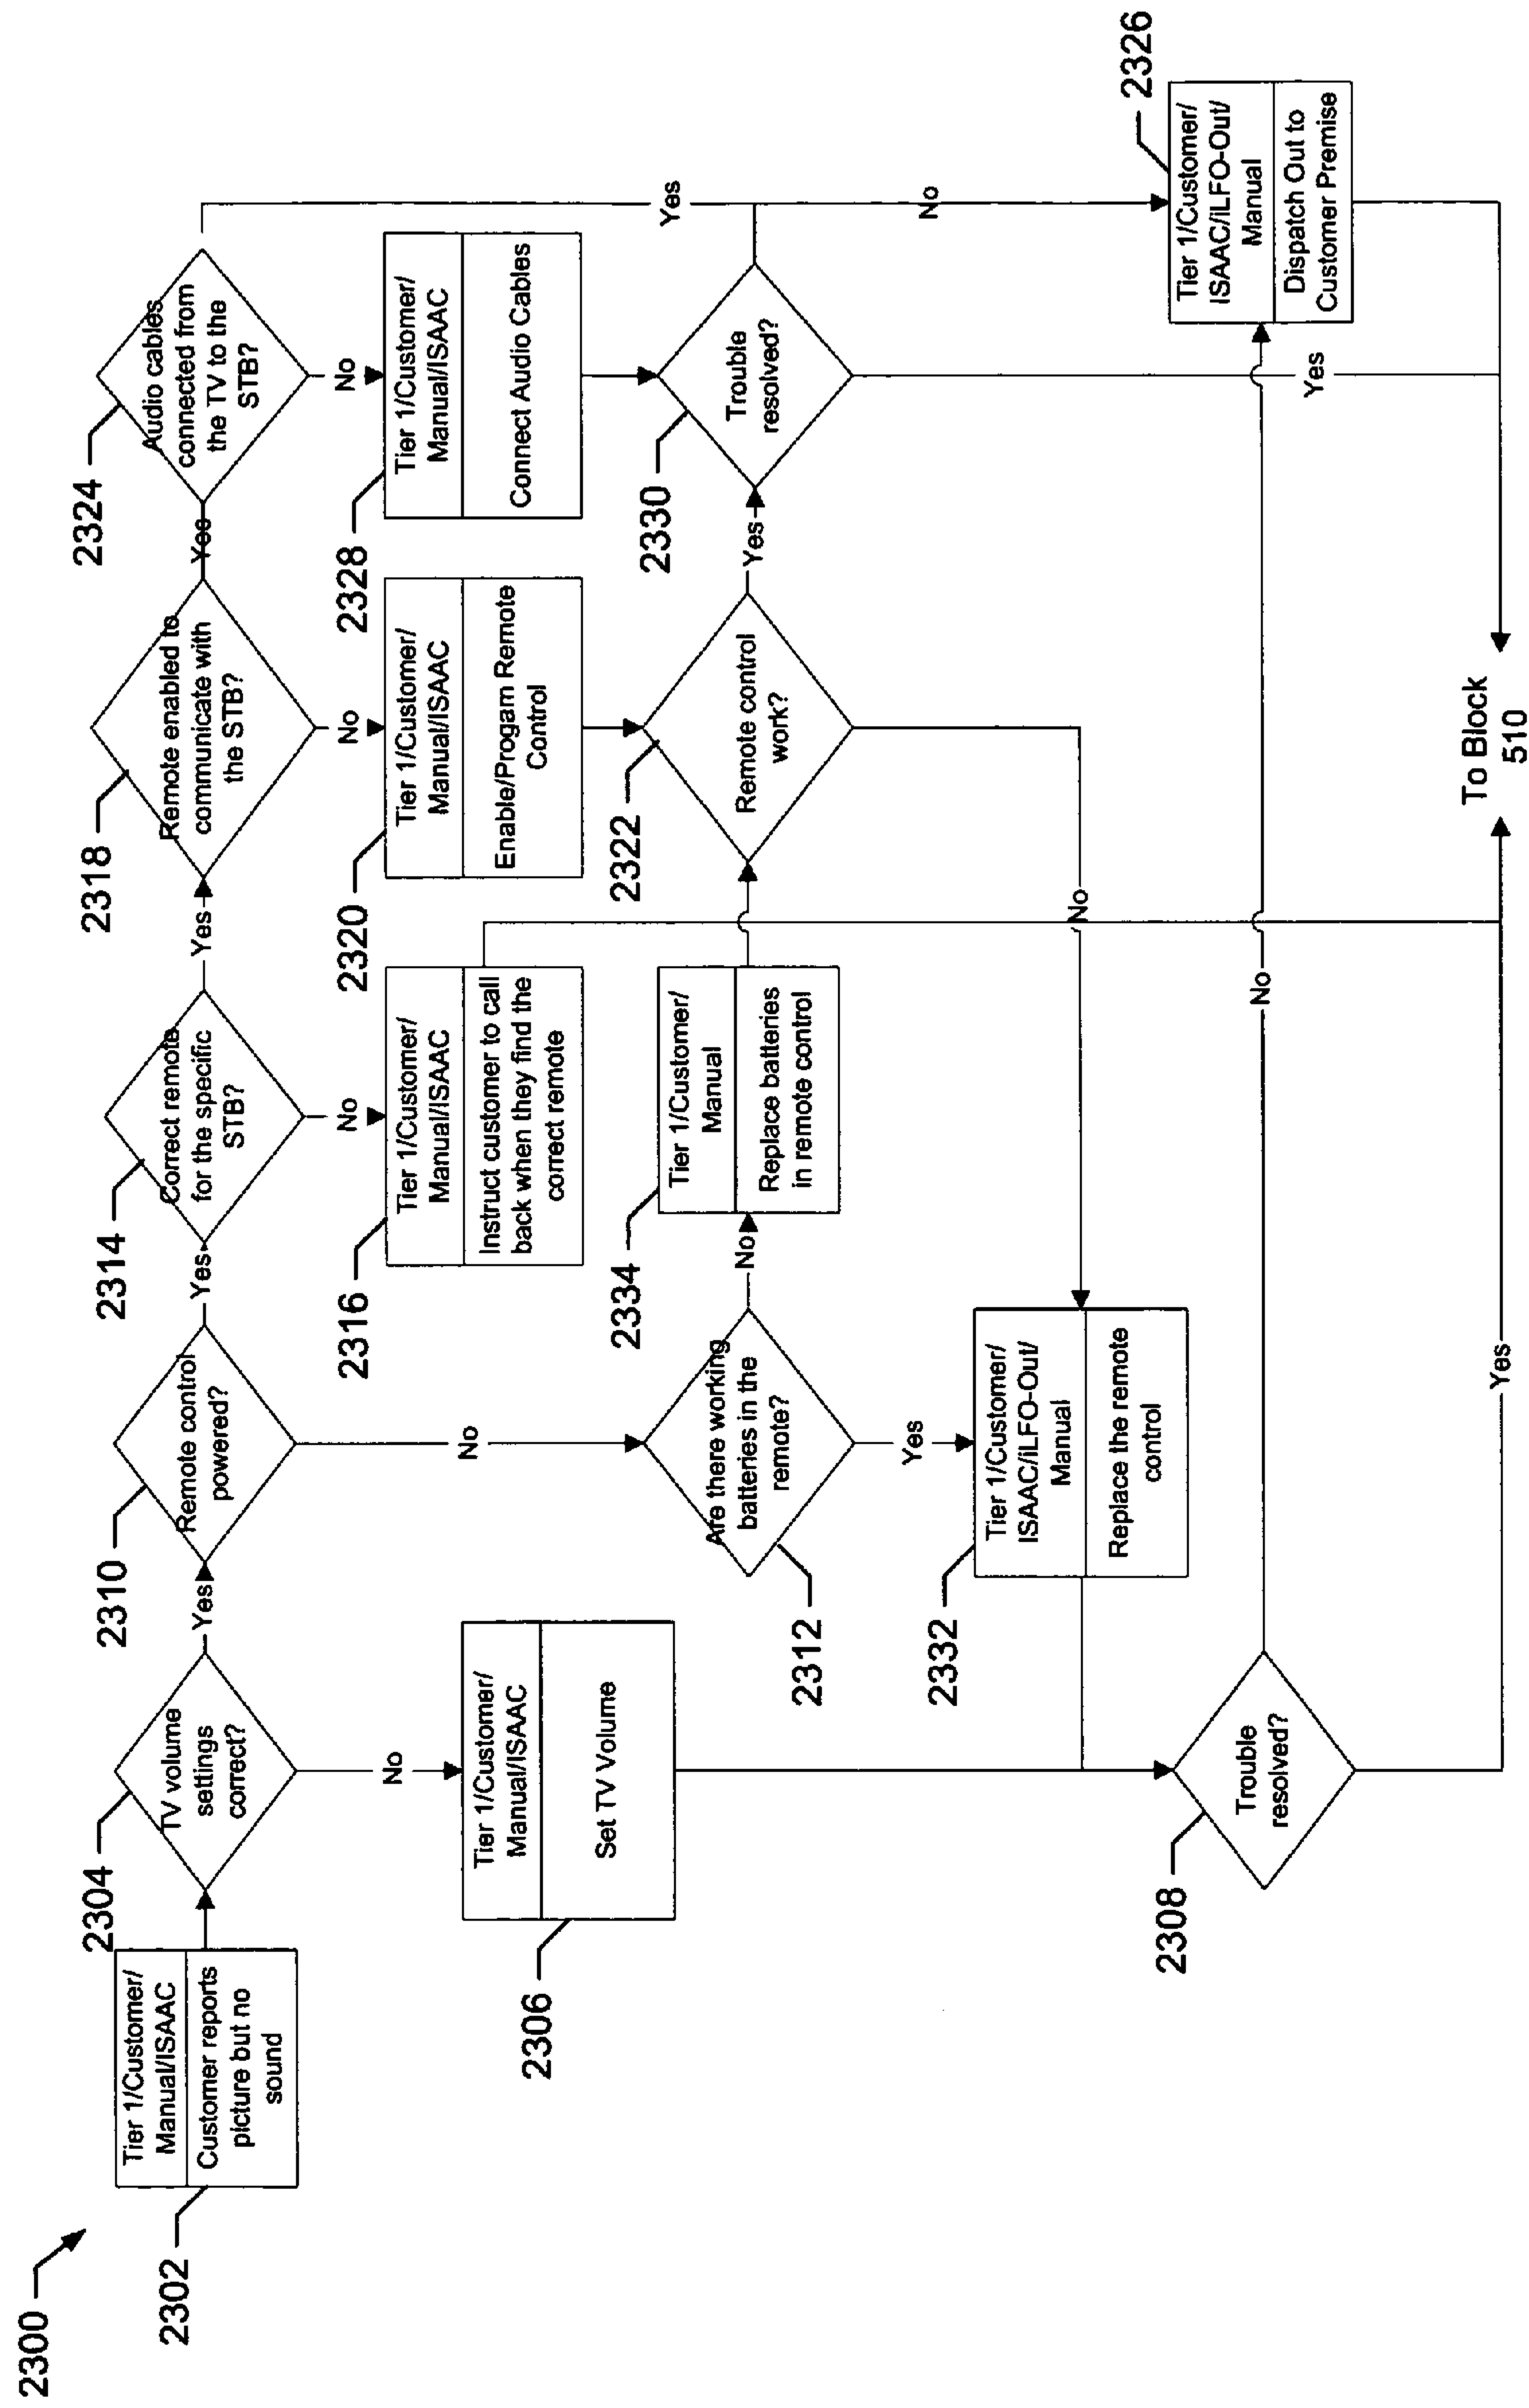 2300
2302
Tier 1/Customer/
Manual/ISAAC
Customer reports
picture but no
sound
2304
TV volume
settings
correct?
Yes
No
2306
Tier 1/Customer/
Manual/ISAAC
Set TV Volume
2308
Trouble
resolved?
No
Yes
2310
Remote control
powered?
Yes
No
2312
Are there working
batteries in the
remote?
No
Yes
2332
Tier 1/Customer/
ISAAC/iLFO-Out/
Manual
Replace the remote
control
2314
Correct remote
for the specific
STB?
Yes
No
2316
Tier 1/Customer/
Manual/ISAAC
Instruct customer to call
back when they find the
correct remote
2334
Tier 1/Customer/
Manual
Replace batteries
in remote control
2318
Remote enabled to
communicate with
the STB?
Yes
No
2320
Tier 1/Customer/
Manual/ISAAC
Enable/Progam Remote
Control
2322
Remote control
work?
Yes
No
2324
Audio cables
connected from
the TV to the
STB?
Yes
No
2328
Tier 1/Customer/
Manual/ISAAC
Connect Audio Cables
2330
Trouble
resolved?
No
Yes
2326
Tier 1/Customer/
ISAAC/iLFO-Out/
Manual
Dispatch Out to
Customer Premise
To Block
510